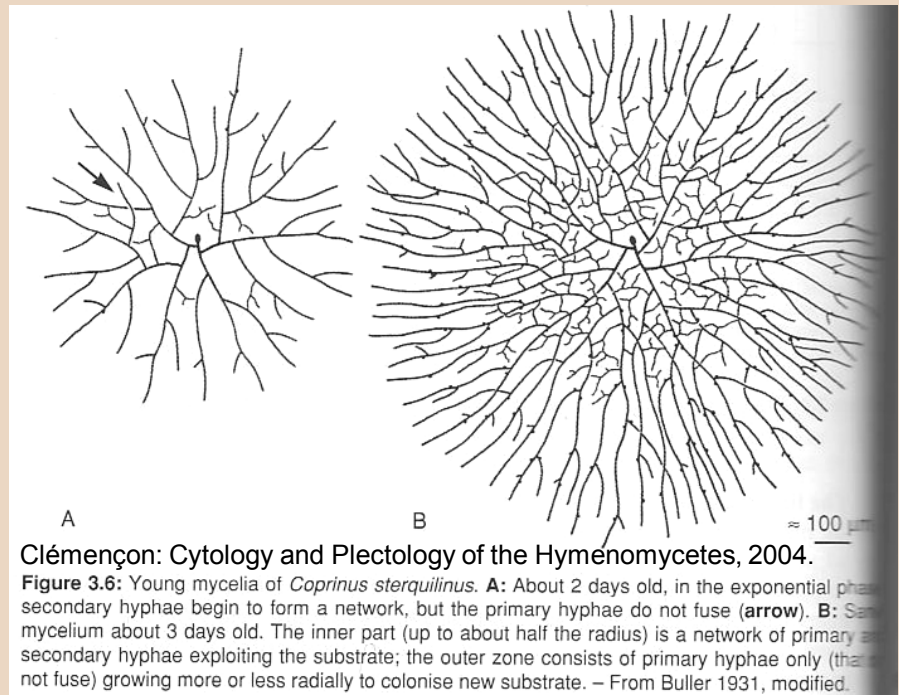 A
B
≈ 100 µm
Clémençon: Cytology and Plectology of the Hymenomycetes, 2004.
Figure 3.6: Young mycelia of Coprinus sterquilinus. A: About 2 days old, in the exponential phase
secondary hyphae begin to form a network, but the primary hyphae do not fuse (arrow). B: Same
mycelium about 3 days old. The inner part (up to about half the radius) is a network of primary
secondary hyphae exploiting the substrate; the outer zone consists of primary hyphae only (that
not fuse) growing more or less radially to colonise new substrate. – From Buller 1931, modified.